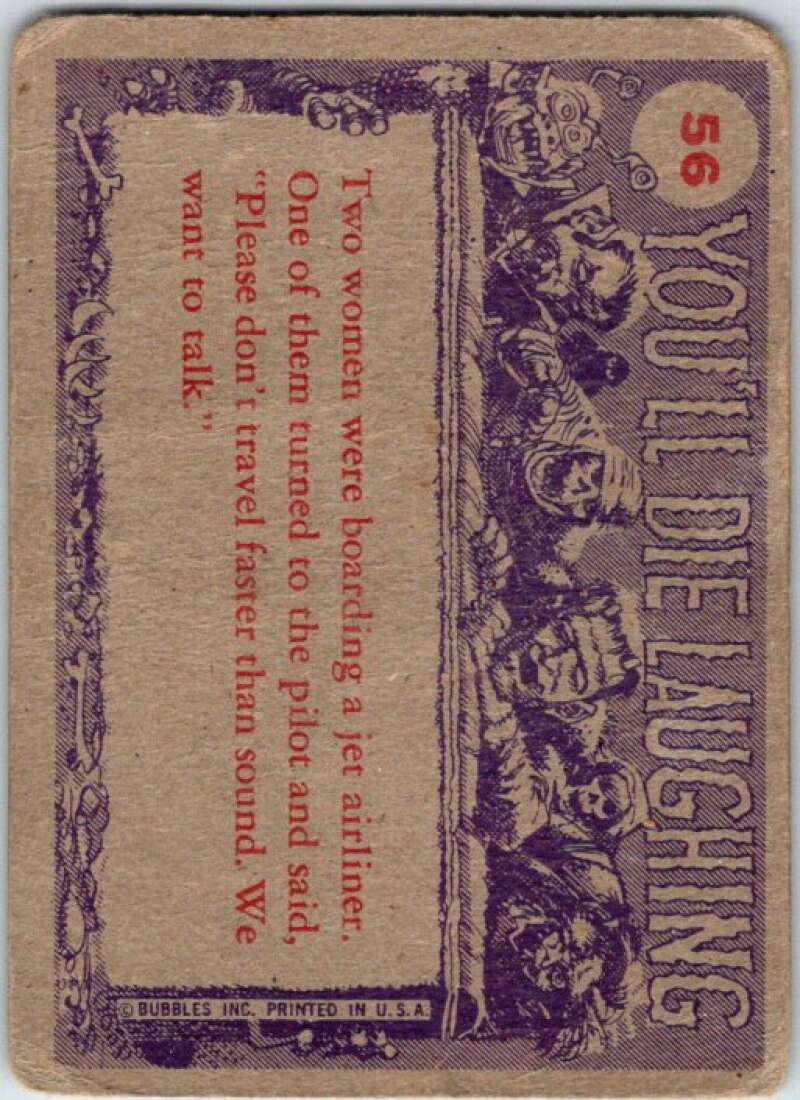 56
YOU'LL DIE LAUGHING
Two women were boarding a jet airliner.
One of them turned to the pilot and said,
“Please don't travel faster than sound. We
want to talk.”
© BUBBLES INC. PRINTED IN U.S.A.